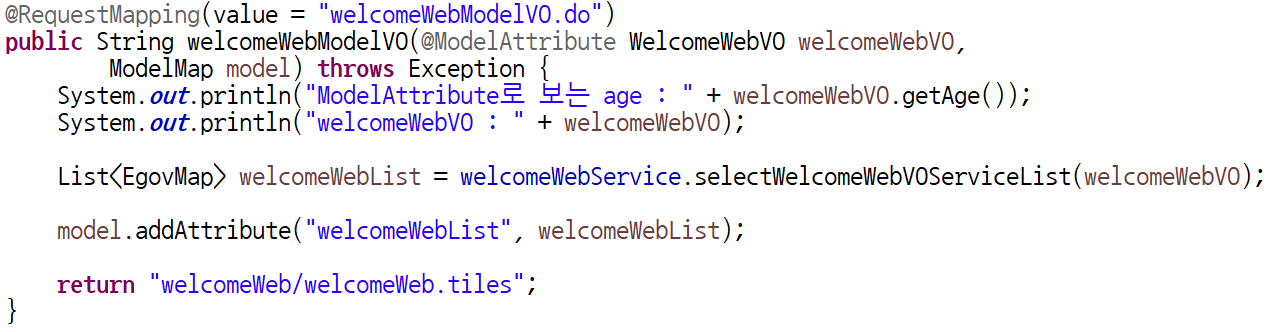 @RequestMapping(value = "welcomeWebModelVO.do")
public String welcomeWebModelVO(@ModelAttribute WelcomeWebVO welcomeWebVO,
        ModelMap model) throws Exception {
    System.out.println("ModelAttribute로 보는 age : " + welcomeWebVO.getAge());
    System.out.println("welcomeWebVO : " + welcomeWebVO);
    List<EgovMap> welcomeWebList = welcomeWebService.selectWelcomeWebVOServiceList(welcomeWebVO);
    model.addAttribute("welcomeWebList", welcomeWebList);
    return "welcomeWeb/welcomeWeb.tiles";
}